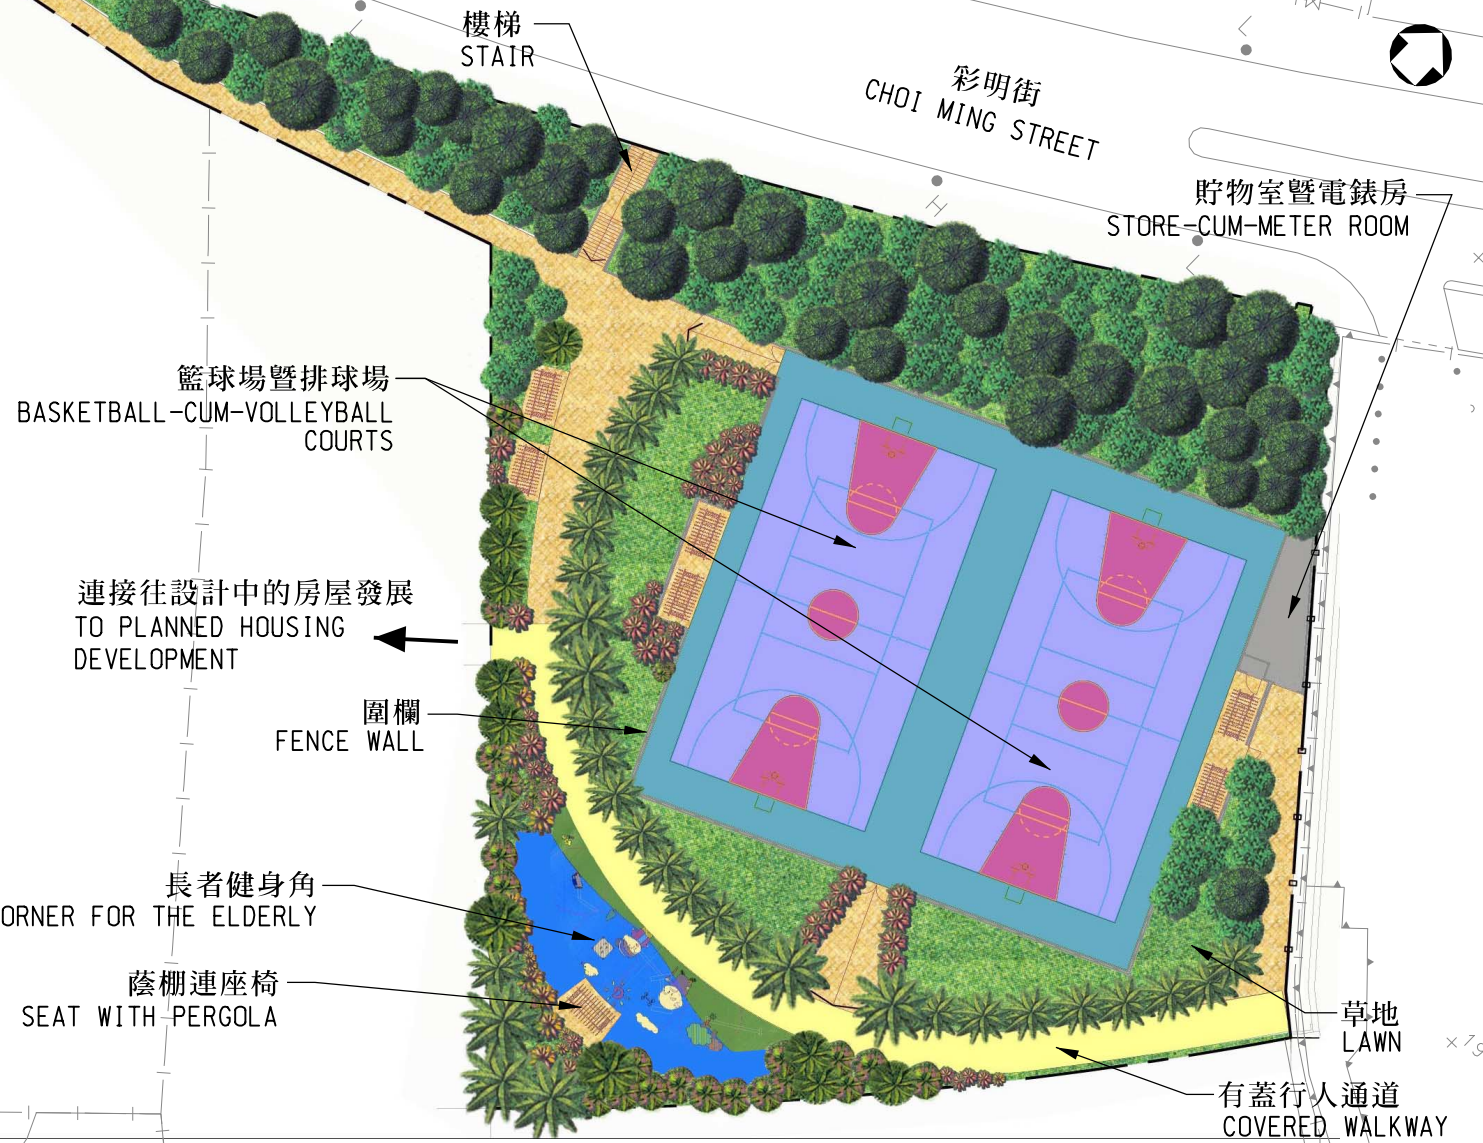 樓梯
STAIR
彩明街
CHOI MING STREET
貯物室暨電錶房
STORE-CUM-METER ROOM
籃球場暨排球場
BASKETBALL-CUM-VOLLEYBALL
COURTS
連接往設計中的房屋發展
TO PLANNED HOUSING
DEVELOPMENT
圍欄
FENCE WALL
長者健身角
ORNER FOR THE ELDERLY
蔭棚連座椅
SEAT WITH PERGOLA
草地
LAWN
有蓋行人通道
COVERED WALKWAY
H